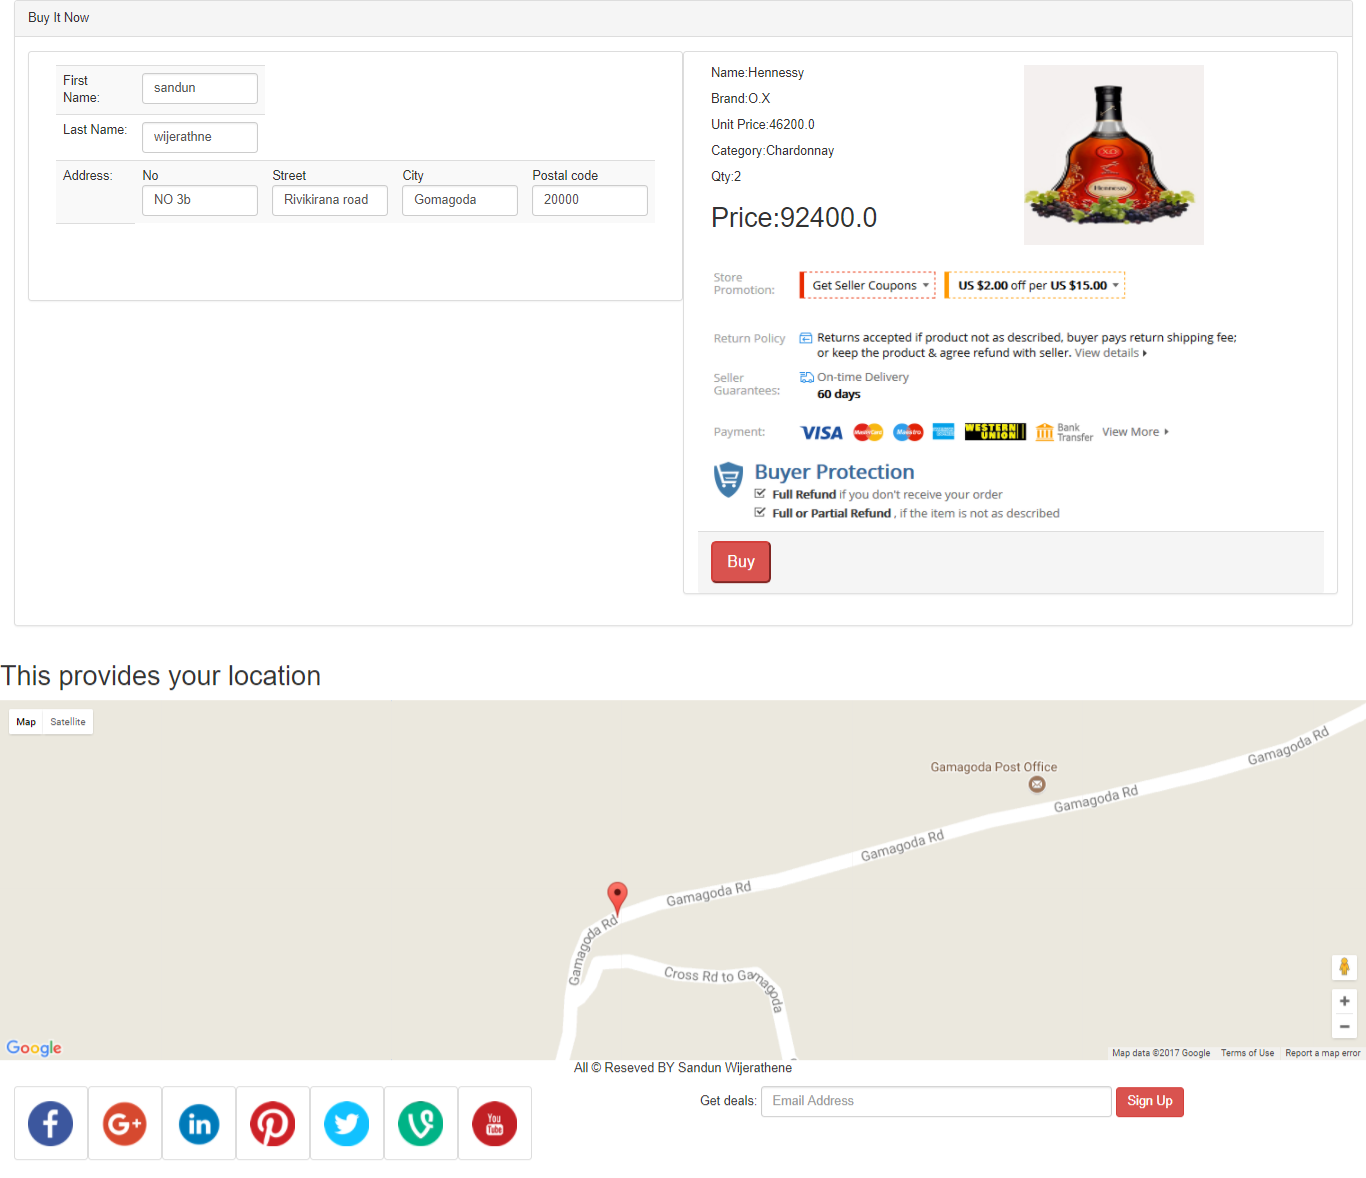 Buy It Now
First Name:
sandun
Last Name:
wijerathne
Address:
No
Street
City
Postal code
NO 3b
Rivikirana road
Gomagoda
20000
Name:Hennessy
Brand:O.X
Unit Price:46200.0
Category:Chardonnay
Qty:2
Price:92400.0
X.O
Hennessy
Store Promotion:
Get Seller Coupons
US $2.00 off per US $15.00
Return Policy
Returns accepted if product not as described, buyer pays return shipping fee;
or keep the product & agree refund with seller. View details
Seller Guarantees:
On-time Delivery
60 days
Payment:
VISA
MasterCard
Maestro
WESTERN UNION
Bank Transfer
View More
Buyer Protection
Full Refund if you don't receive your order
Full or Partial Refund , if the item is not as described
Buy
This provides your location
Map
Satellite
Gamagoda Post Office
Gamagoda Rd
Gamagoda Rd
Gamagoda Rd
Gamagoda Rd
Gamagoda Rd
Cross Rd to Gamagoda
Google
Map data ©2017 Google
Terms of Use
Report a map error
All © Reseved BY Sandun Wijerathene
f
G+
in
You Tube
Get deals:
Email Address
Sign Up